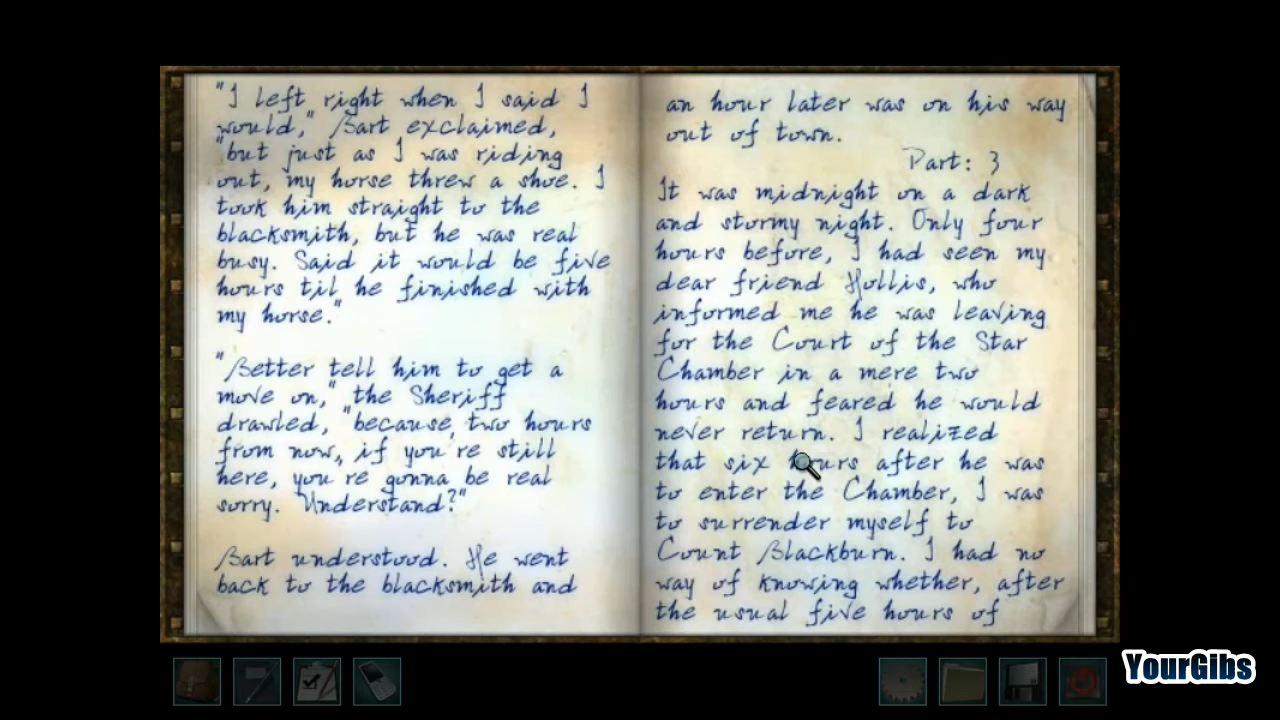 "I left right when I said I
would," Bart exclaimed,
"but just as I was riding
out, my horse threw a shoe. I
took him straight to the
blacksmith, but he was real
busy. Said it would be five
hours til he finished with
my horse."
"Better tell him to get a
move on," the Sheriff
drawled, "because, two hours
from now, if you're still
here, you're gonna be real
sorry. Understand?"
Bart understood. He went
back to the blacksmith and
an hour later was on his way
out of town.
Part: 3
It was midnight on a dark
and stormy night. Only four
hours before, I had seen my
dear friend Hollis, who
informed me he was leaving
for the Court of the Star
Chamber in a mere two
hours and feared he would
never return. I realized
that six hours after he was
to enter the Chamber, I was
to surrender myself to
Count Blackburn. I had no
way of knowing whether, after
the usual five hours of
YourGibs